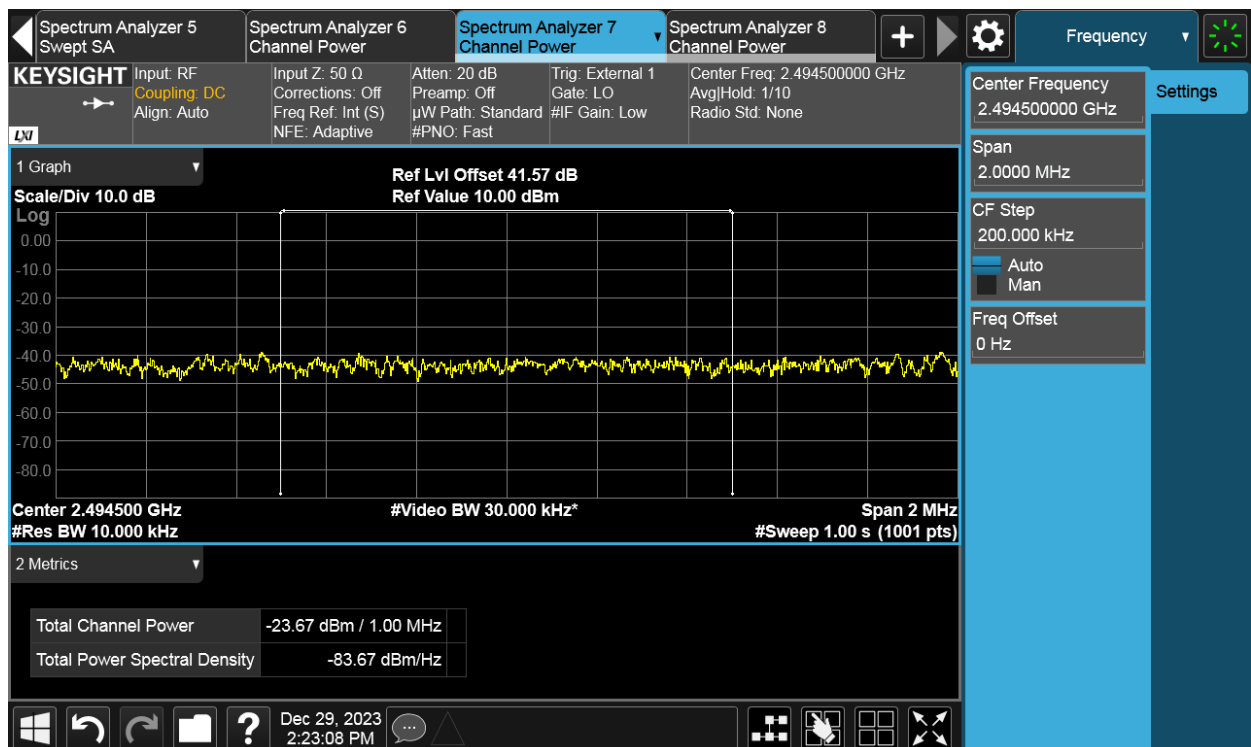 Spectrum Analyzer 5
Swept SA
Spectrum Analyzer 6
Channel Power
Spectrum Analyzer 7
Channel Power
Spectrum Analyzer 8
Channel Power
+
Frequency
KEYSIGHT
LXI
Input: RF
Coupling: DC
Align: Auto
Input Z: 50 Ω
Corrections: Off
Freq Ref: Int (S)
NFE: Adaptive
Atten: 20 dB
Preamp: Off
µW Path: Standard
#PNO: Fast
Trig: External 1
Gate: LO
#IF Gain: Low
Center Freq: 2.494500000 GHz
Avg|Hold: 1/10
Radio Std: None
Center Frequency
2.494500000 GHz
Settings
Span
2.0000 MHz
CF Step
200.000 kHz
Auto
Man
Freq Offset
0 Hz
1 Graph
Scale/Div 10.0 dB
Ref Lvl Offset 41.57 dB
Ref Value 10.00 dBm
Log
0.00
-10.0
-20.0
-30.0
-40.0
-50.0
-60.0
-70.0
-80.0
Center 2.494500 GHz
#Video BW 30.000 kHz*
Span 2 MHz
#Res BW 10.000 kHz
#Sweep 1.00 s (1001 pts)
2 Metrics
Total Channel Power -23.67 dBm / 1.00 MHz
Total Power Spectral Density -83.67 dBm/Hz
?
Dec 29, 2023
2:23:08 PM